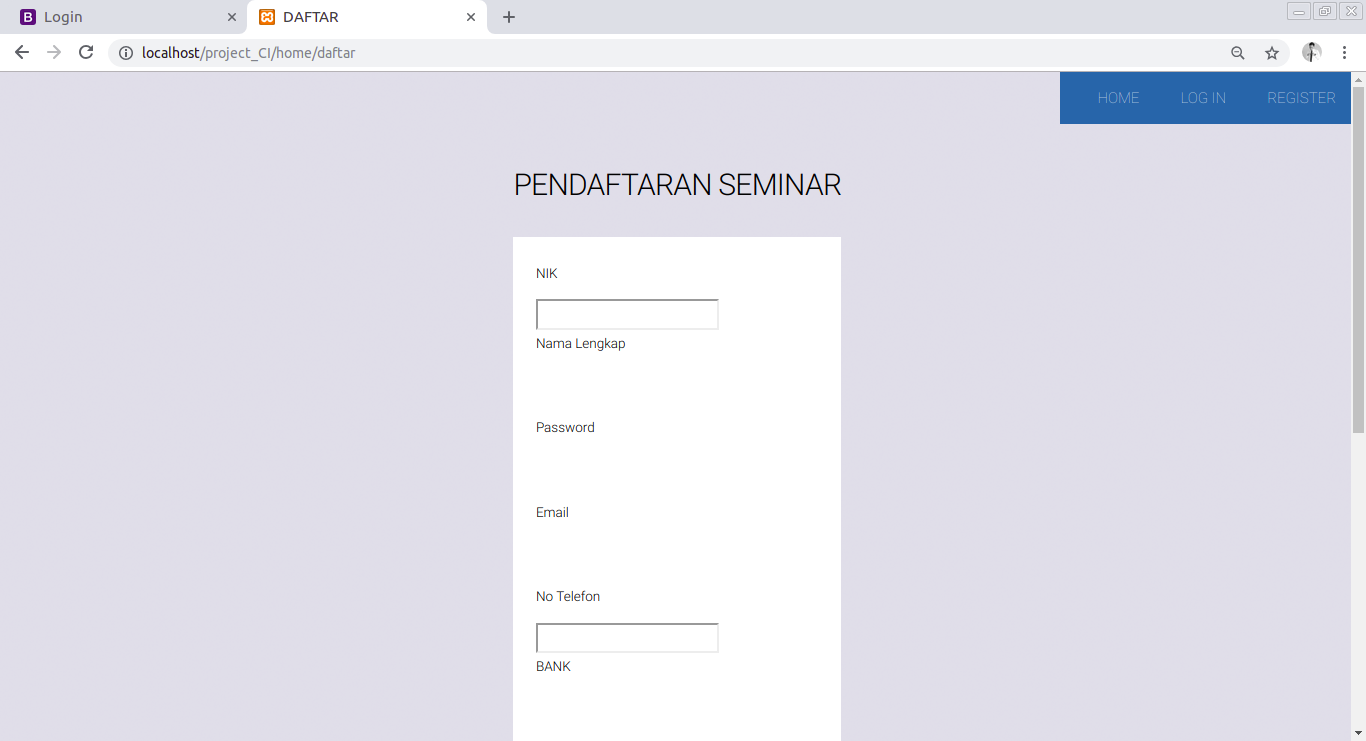 Login
DAFTAR
localhost/project_CI/home/daftar
HOME LOG IN REGISTER
PENDAFTARAN SEMINAR
NIK
Nama Lengkap
Password
Email
No Telefon
BANK